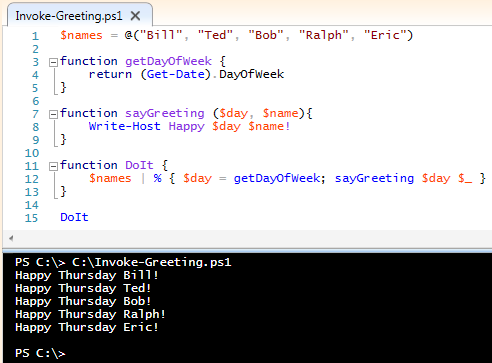 Invoke-Greeting.ps1
1 $names = @("Bill", "Ted", "Bob", "Ralph", "Eric")
2
3 function getDayOfWeek {
4     return (Get-Date).DayOfWeek
5 }
6
7 function sayGreeting ($day, $name){
8     Write-Host Happy $day $name!
9 }
10
11 function DoIt {
12     $names | % { $day = getDayOfWeek; sayGreeting $day $_ }
13 }
14
15 DoIt
PS C:\> C:\Invoke-Greeting.ps1
Happy Thursday Bill!
Happy Thursday Ted!
Happy Thursday Bob!
Happy Thursday Ralph!
Happy Thursday Eric!
PS C:\>